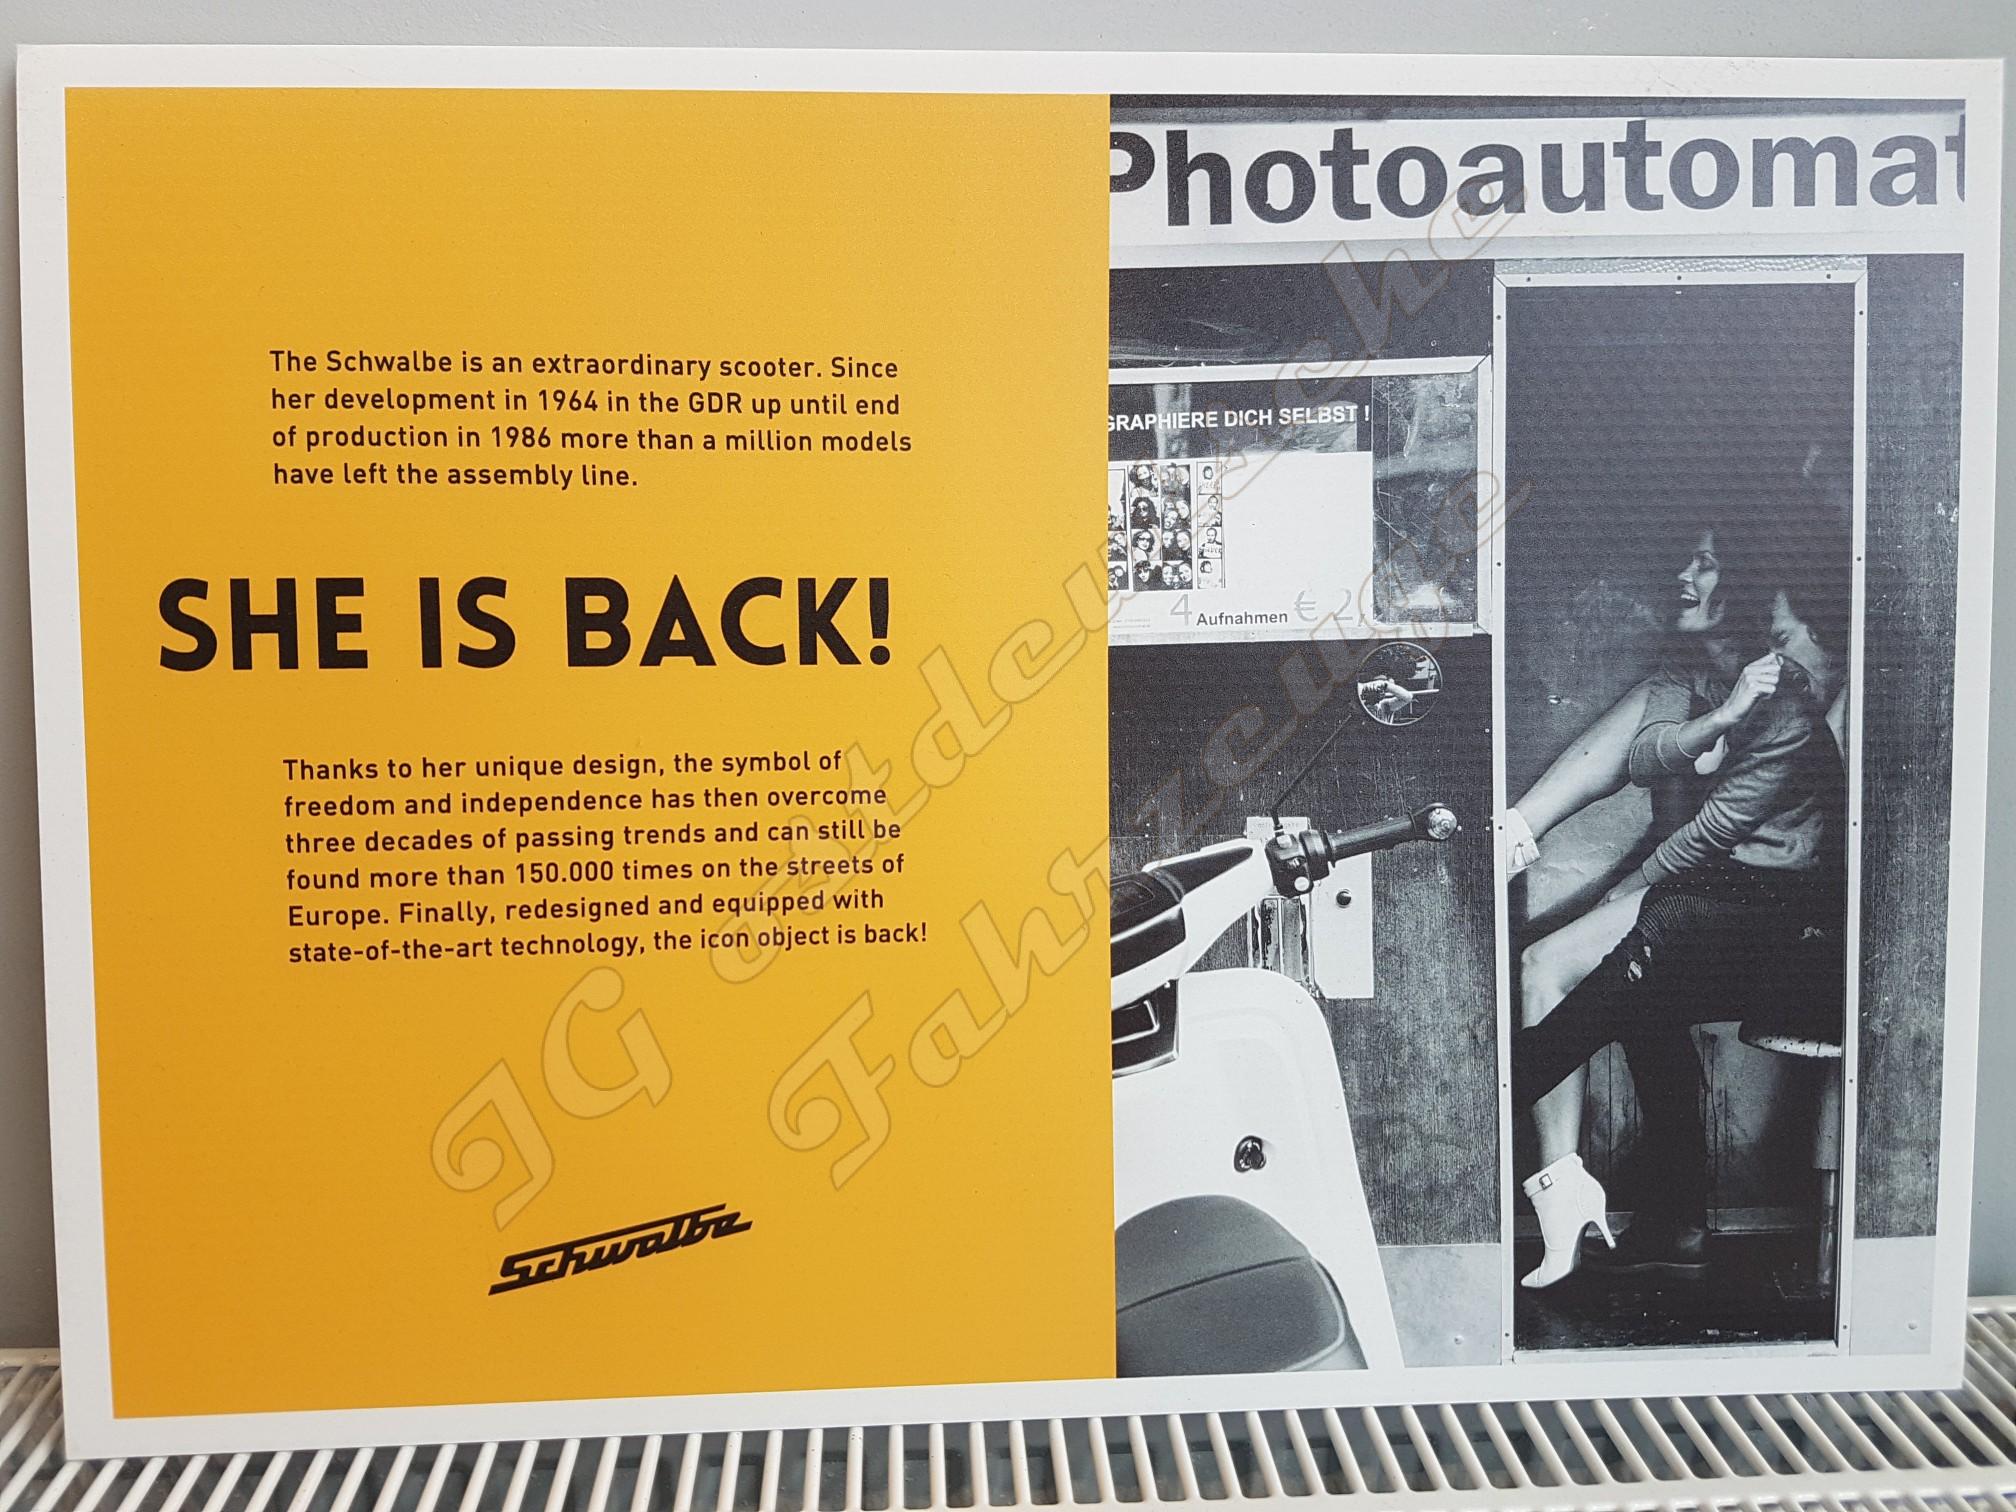 The Schwalbe is an extraordinary scooter. Since
her development in 1964 in the GDR up until end
of production in 1986 more than a million models
have left the assembly line.
SHE IS BACK!
Thanks to her unique design, the symbol of
freedom and independence has then overcome
three decades of passing trends and can still be
found more than 150.000 times on the streets of
Europe. Finally, redesigned and equipped with
state-of-the-art technology, the icon object is back!
Schwalbe
Photoautomat
GRAPHIERE DICH SELBST !
4 Aufnahmen € 2,
JG ostdeutsche
Fahrzeuge